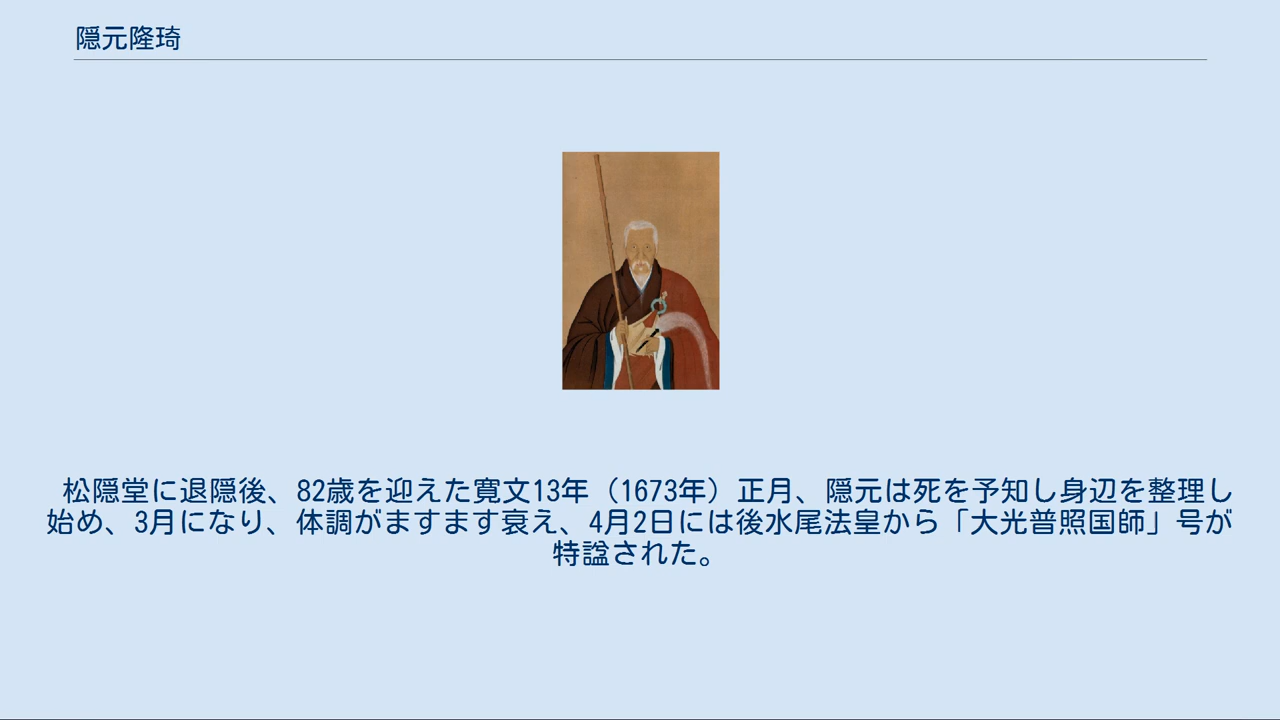 隠元隆琦
松隠堂に退隠後、82歳を迎えた寛文13年（1673年）正月、隠元は死を予知し身辺を整理し
始め、3月になり、体調がますます衰え、4月2日には後水尾法皇から「大光普照国師」号が
特諡された。